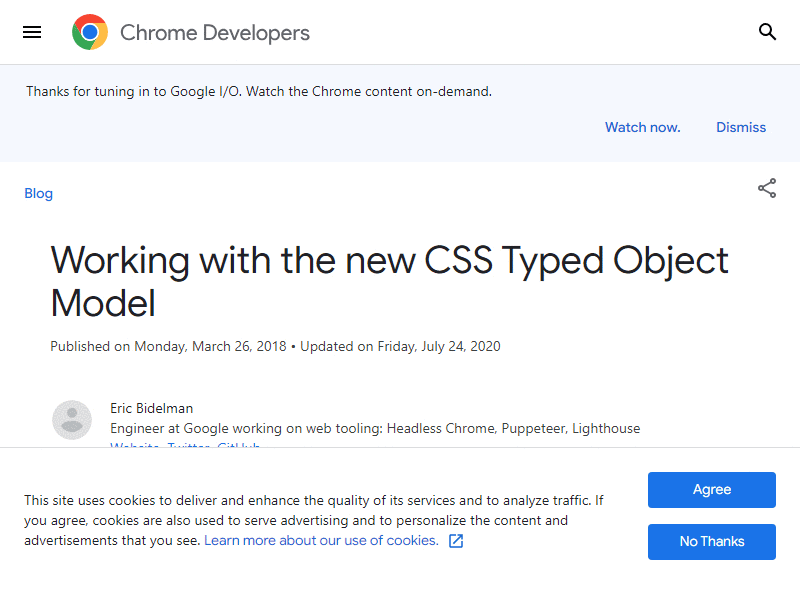 Chrome Developers
Thanks for tuning in to Google I/O. Watch the Chrome content on-demand.
Watch now. Dismiss
Blog
Working with the new CSS Typed Object
Model
Published on Monday, March 26, 2018 • Updated on Friday, July 24, 2020
Eric Bidelman
Engineer at Google working on web tooling: Headless Chrome, Puppeteer, Lighthouse
Website Twitter GitHub
This site uses cookies to deliver and enhance the quality of its services and to analyze traffic. If
you agree, cookies are also used to serve advertising and to personalize the content and
advertisements that you see. Learn more about our use of cookies.
Agree
No Thanks